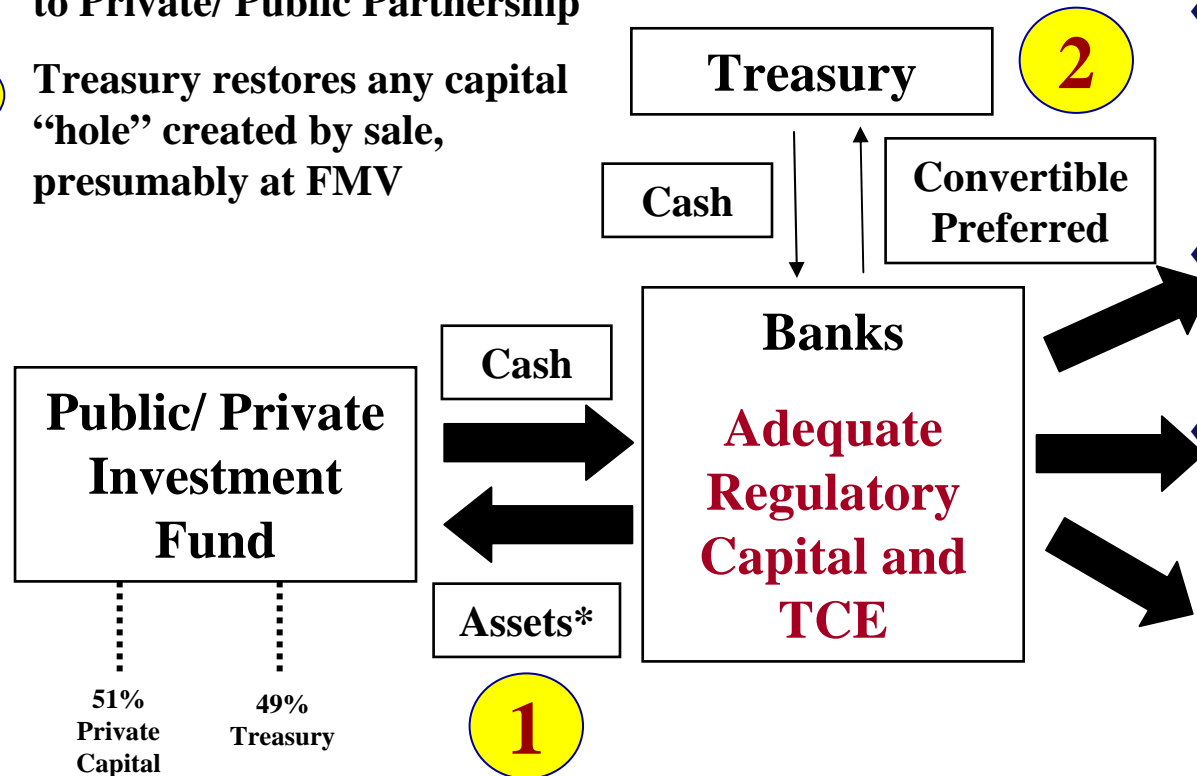 to Private/ Public Partnership
Treasury restores any capital
“hole” created by sale,
presumably at FMV
Treasury
2
Cash
Convertible
Preferred
Banks
Adequate
Regulatory
Capital and
TCE
Cash
Public/ Private
Investment
Fund
Assets*
1
51%
Private
Capital
49%
Treasury